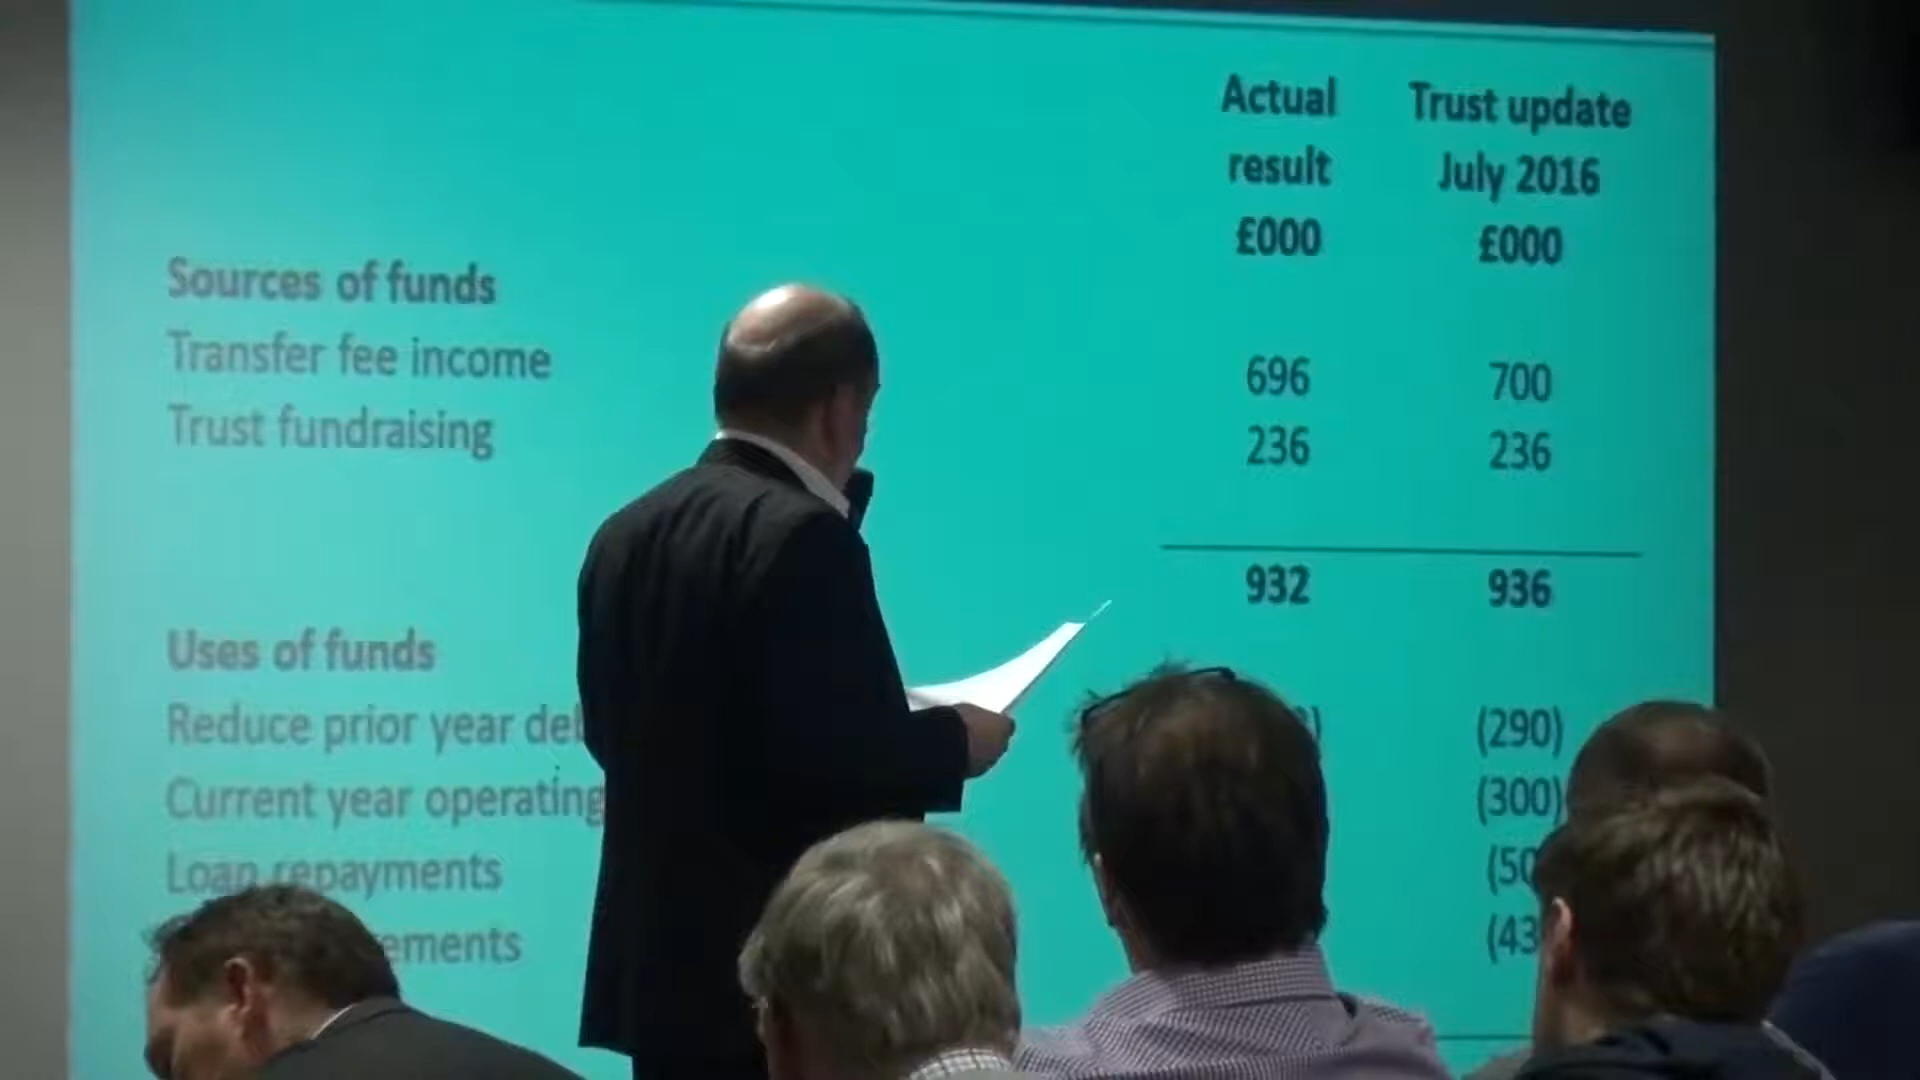 Actual Trust update
result July 2016
£000 £000
Sources of funds
Transfer fee income 696 700
Trust fundraising 236 236
932 936
Uses of funds
Reduce prior year (290)
Current year operating (300)
Loan repayments